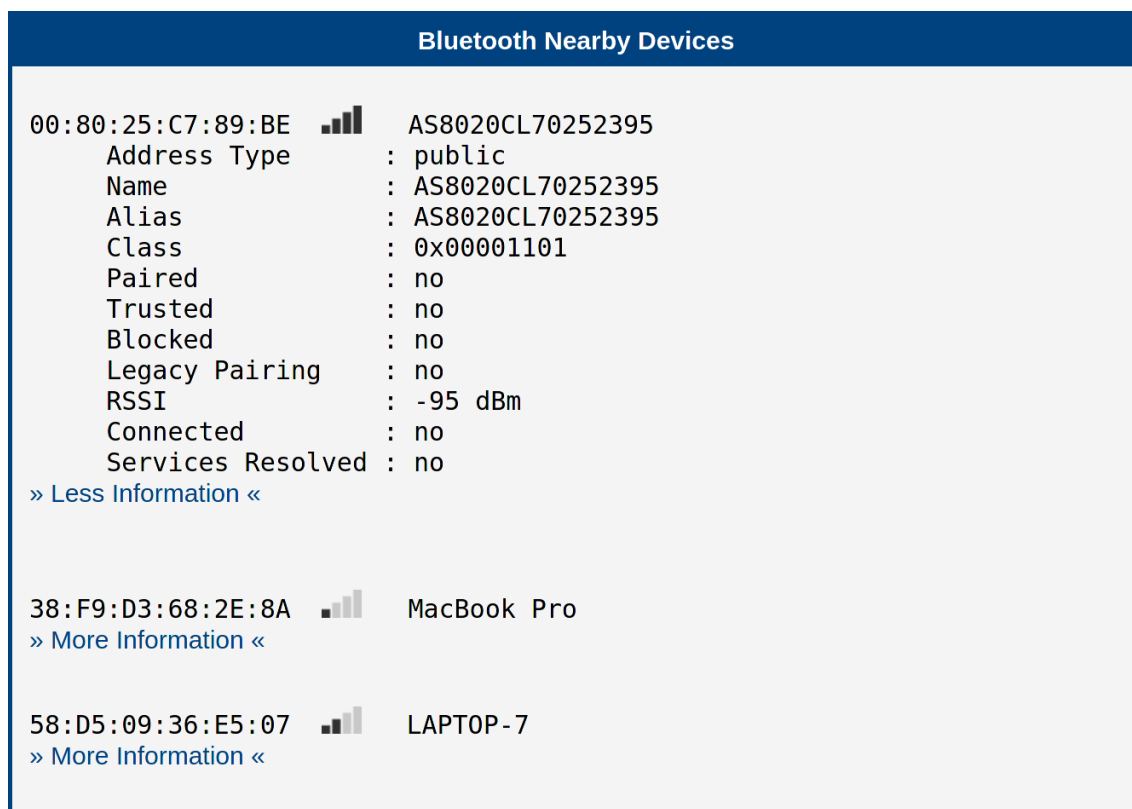 Bluetooth Nearby Devices
00:80:25:C7:89:BE AS8020CL70252395
Address Type : public
Name : AS8020CL70252395
Alias : AS8020CL70252395
Class : 0x00001101
Paired : no
Trusted : no
Blocked : no
Legacy Pairing : no
RSSI : -95 dBm
Connected : no
Services Resolved : no
» Less Information «
38:F9:D3:68:2E:8A MacBook Pro
» More Information «
58:D5:09:36:E5:07 LAPTOP-7
» More Information «